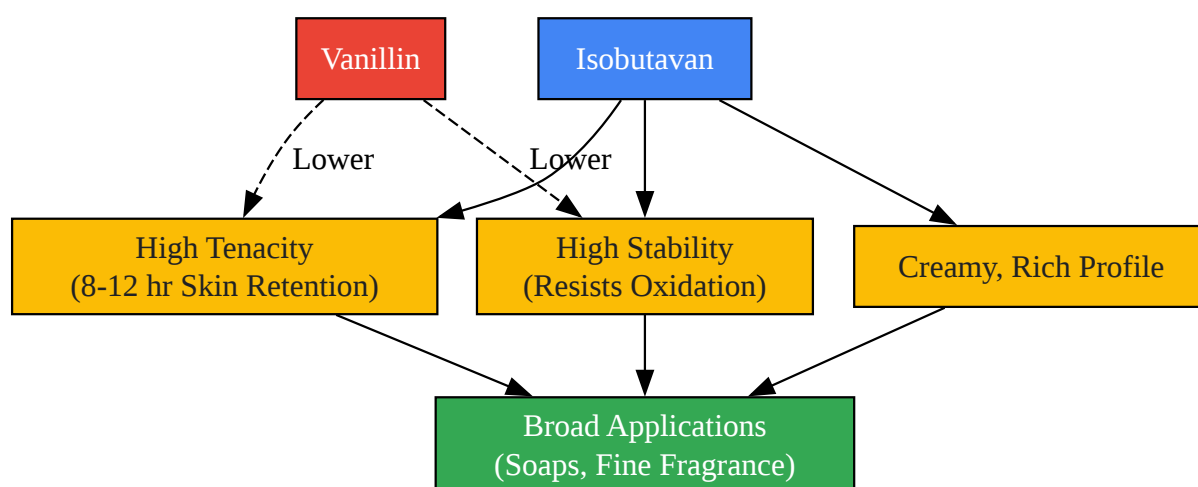 Vanillin
Isobutavan
Lower
Lower
High Tenacity
(8-12 hr Skin Retention)
High Stability
(Resists Oxidation)
Creamy, Rich Profile
Broad Applications
(Soaps, Fine Fragrance)